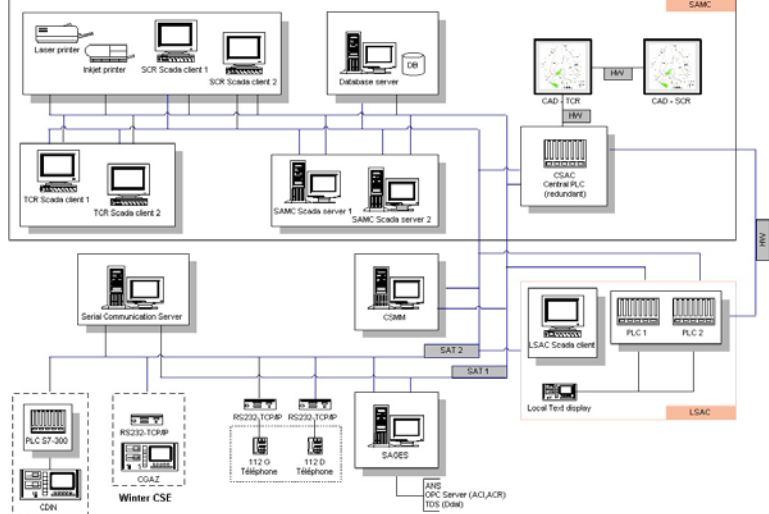 SAMC
Laser printer
Inkjet printer
SCR Scada client 1
SCR Scada client 2
DB
Database server
HW
CAD - TCR
CAD - SCR
HW
CSAC
Central PLC
(redundant)
TCR Scada client 1
TCR Scada client 2
SAMC Scada server 1
SAMC Scada server 2
HW
Serial Communication Server
CSMM
LSAC Scada client
PLC 1
PLC 2
SAT 2
SAT 1
Local Text display
LSAC
PLC S7-300
RS232-TCP/IP
RS232-TCP/IP
RS232-TCP/IP
CDIN
CGAZ
112 G
Téléphone
112 D
Téléphone
SAGES
Winter CSE
ANS
OPC Server (ACI,ACR)
TDS (Ddial)